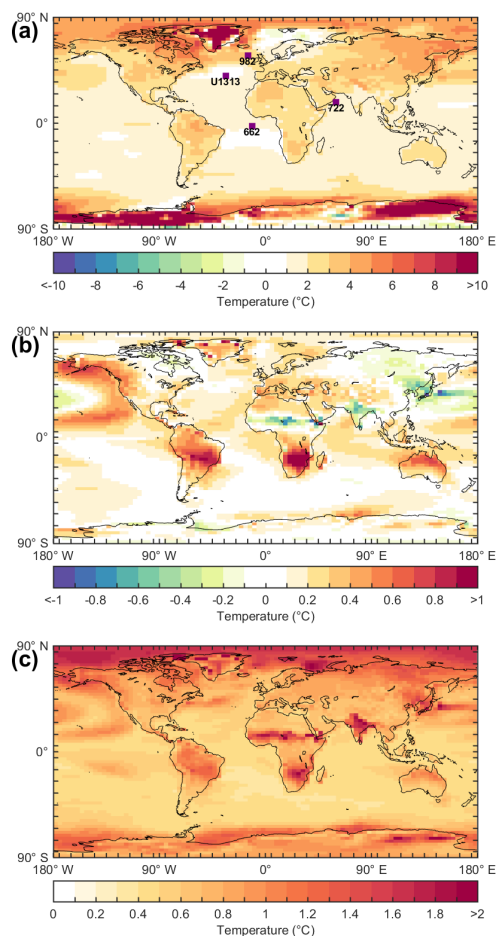 (a)
90° N
0°
90° S
982
U1313
722
662
180° W 90° W 0° 90° E 180° E
<-10 -8 -6 -4 -2 0 2 4 6 8 >10
Temperature (°C)
(b)
90° N
0°
90° S
180° W 90° W 0° 90° E 180° E
<-1 -0.8 -0.6 -0.4 -0.2 0 0.2 0.4 0.6 0.8 >1
Temperature (°C)
(c)
90° N
0°
90° S
180° W 90° W 0° 90° E 180° E
0 0.2 0.4 0.6 0.8 1 1.2 1.4 1.6 1.8 >2
Temperature (°C)